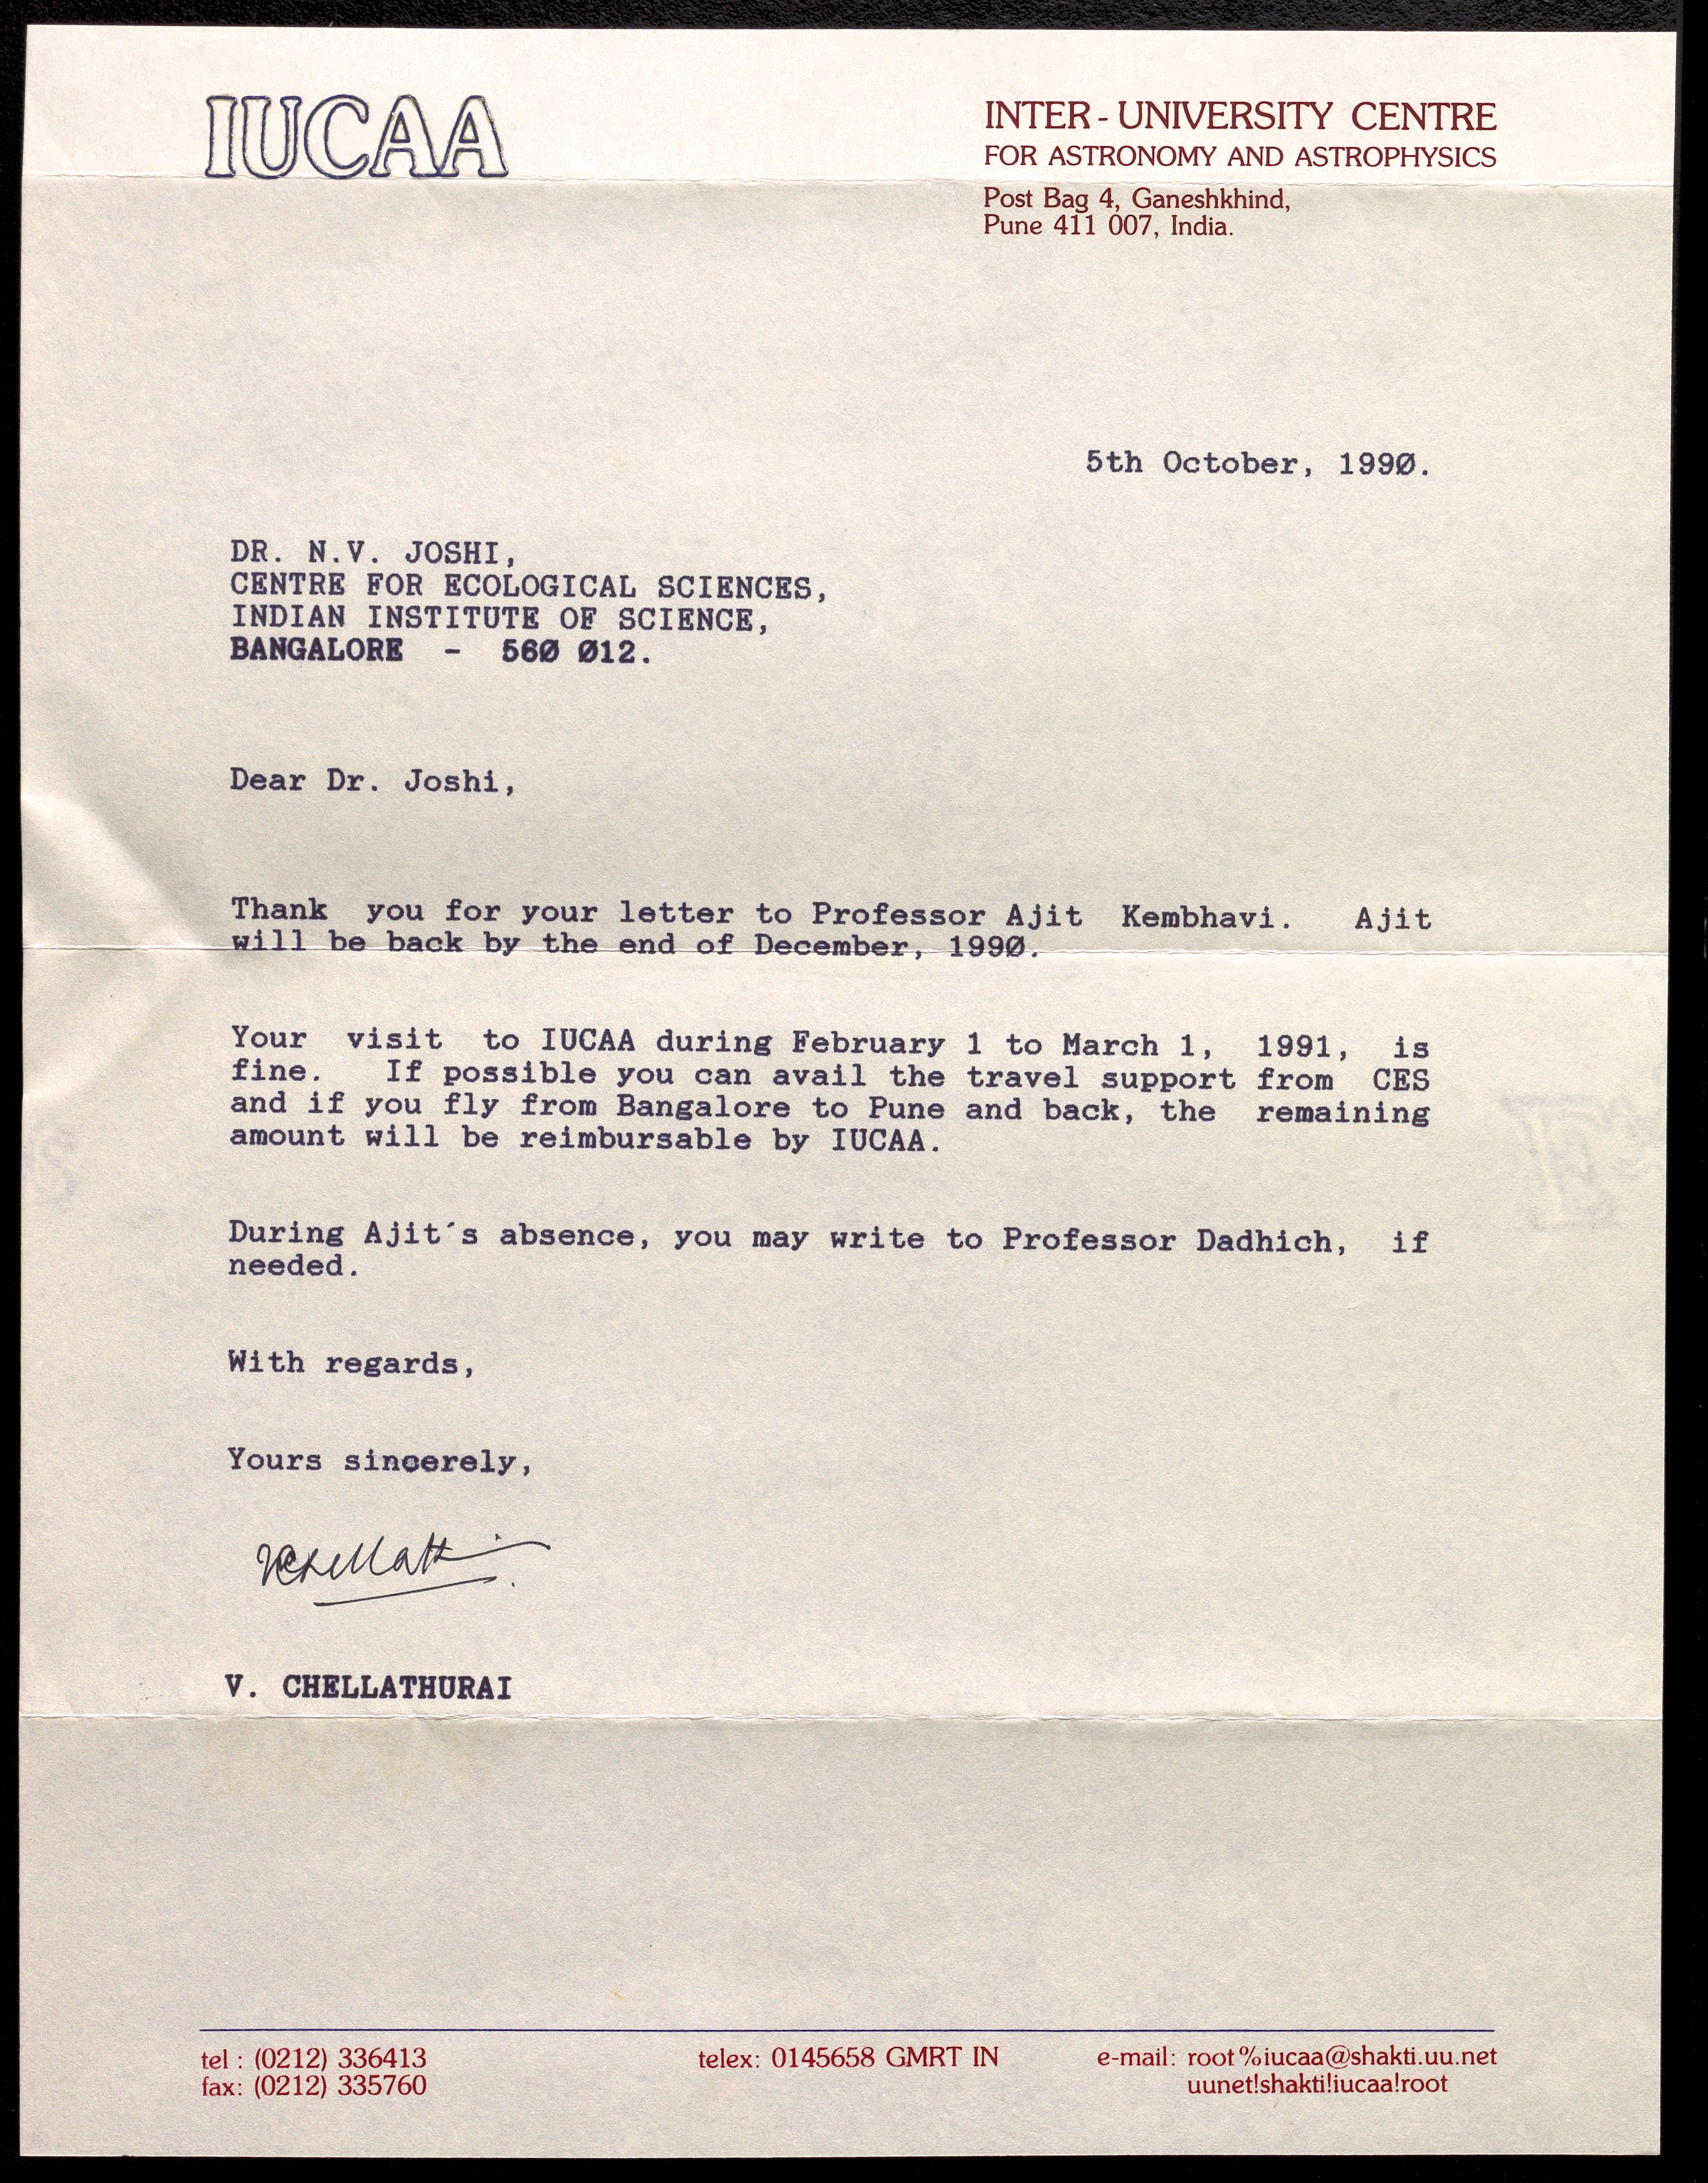 IUCAA
INTER - UNIVERSITY CENTRE
FOR ASTRONOMY AND ASTROPHYSICS
Post Bag 4, Ganeshkhind,
Pune 411 007, India.
5th October, 1990.
DR. N.V. JOSHI,
CENTRE FOR ECOLOGICAL SCIENCES,
INDIAN INSTITUTE OF SCIENCE,
BANGALORE - 560 012.
Dear Dr. Joshi,
Thank you for your letter to Professor Ajit Kembhavi. Ajit
will be back by the end of December, 1990.
Your visit to IUCAA during February 1 to March 1, 1991, is
fine. If possible you can avail the travel support from CES
and if you fly from Bangalore to Pune and back, the remaining
amount will be reimbursable by IUCAA.
During Ajit´s absence, you may write to Professor Dadhich, if
needed.
With regards,
Yours sincerely,
V. CHELLATHURAI
tel : (0212) 336413
fax: (0212) 335760
telex: 0145658 GMRT IN
e-mail: root%iucaa@shakti.uu.net
uunet!shakti!iucaa!root